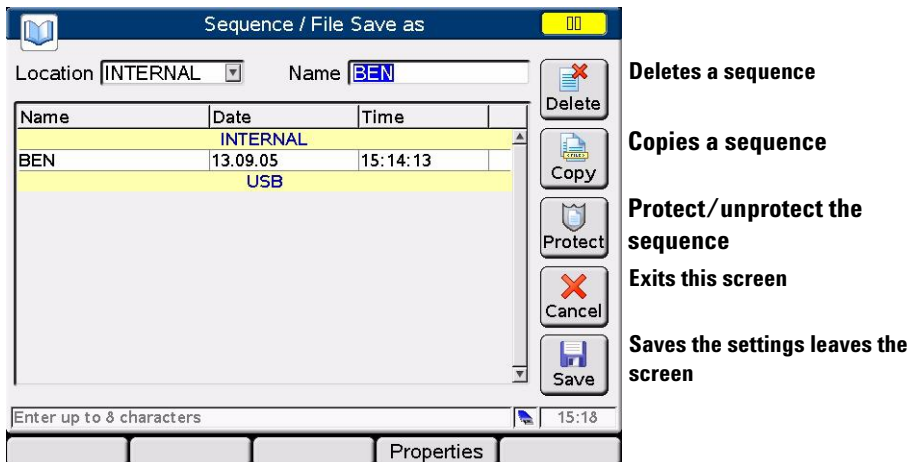 Sequence / File Save as
Location INTERNAL Name BEN
Name Date Time
INTERNAL
BEN 13.09.05 15:14:13
USB
Delete
Deletes a sequence
Copy
Copies a sequence
Protect
Protect/unprotect the
sequence
Cancel
Exits this screen
Save
Saves the settings leaves the
screen
Enter up to 8 characters 15:18
Properties